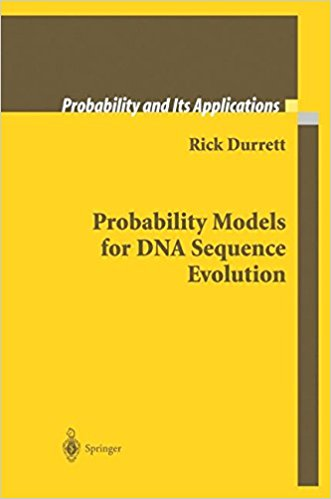 Probability and Its Applications
Rick Durrett
Probability Models
for DNA Sequence
Evolution
Springer